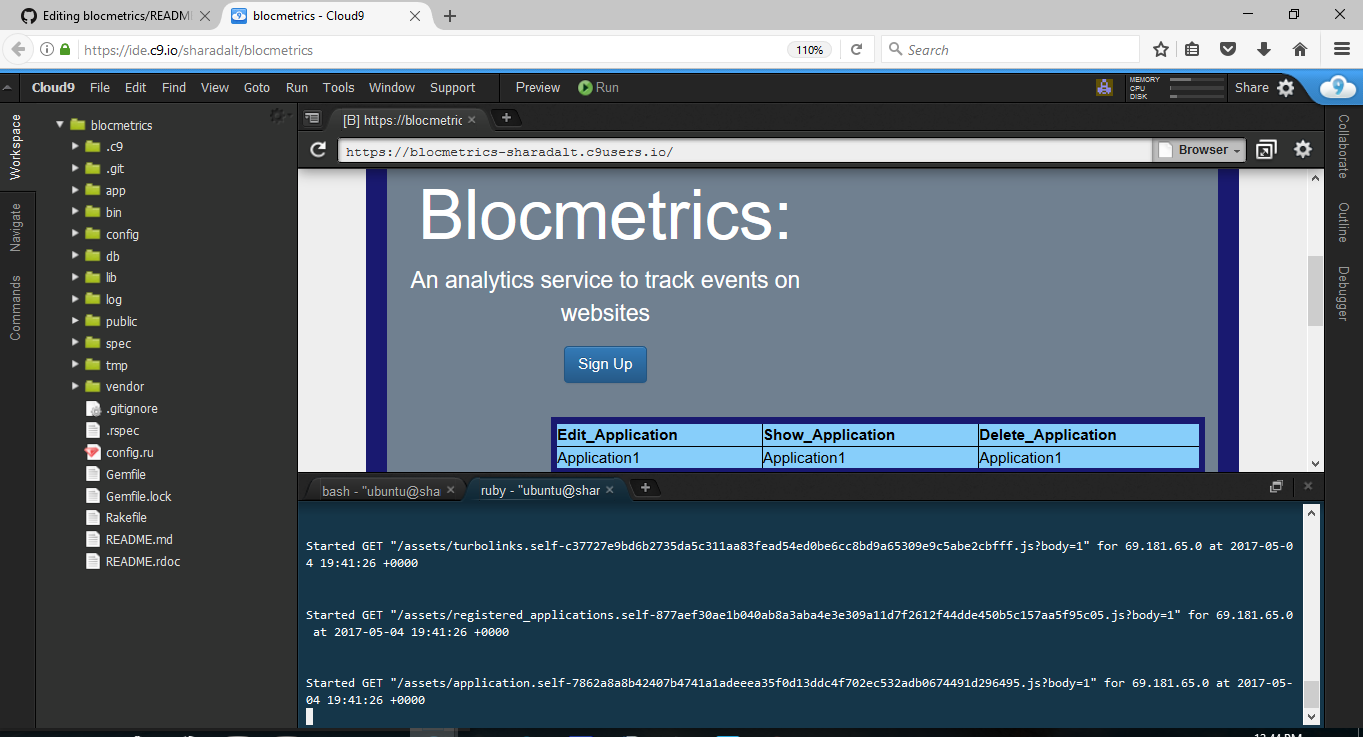 Editing blocmetrics/READM
blocmetrics - Cloud9
https://ide.c9.io/sharadalt/blocmetrics
110%
Search
Cloud9 File Edit Find View Goto Run Tools Window Support Preview Run
MEMORY
CPU
DISK
Share
9
Workspace
Navigate
Commands
blocmetrics
.c9
.git
app
bin
config
db
lib
log
public
spec
tmp
vendor
.gitignore
.rspec
config.ru
Gemfile
Gemfile.lock
Rakefile
README.md
README.rdoc
[B] https://blocmetric
https://blocmetrics-sharadalt.c9users.io/
Browser
Blocmetrics:
An analytics service to track events on
websites
Sign Up
Edit_Application Show_Application Delete_Application
Application1 Application1 Application1
bash - "ubuntu@sha
ruby - "ubuntu@shar
Started GET "/assets/turbolinks.self-c37727e9bd6b2735da5c311aa83fead54ed0be6cc8bd9a65309e9c5abe2cbfff.js?body=1" for 69.181.65.0 at 2017-05-0
4 19:41:26 +0000
Started GET "/assets/registered_applications.self-877aef30ae1b040ab8a3aba4e3e309a11d7f2612f44dde450b5c157aa5f95c05.js?body=1" for 69.181.65.0
at 2017-05-04 19:41:26 +0000
Started GET "/assets/application.self-7862a8a8b42407b4741a1adeeea35f0d13ddc4f702ec532adb0674491d296495.js?body=1" for 69.181.65.0 at 2017-05-
04 19:41:26 +0000
Collaborate
Outline
Debugger